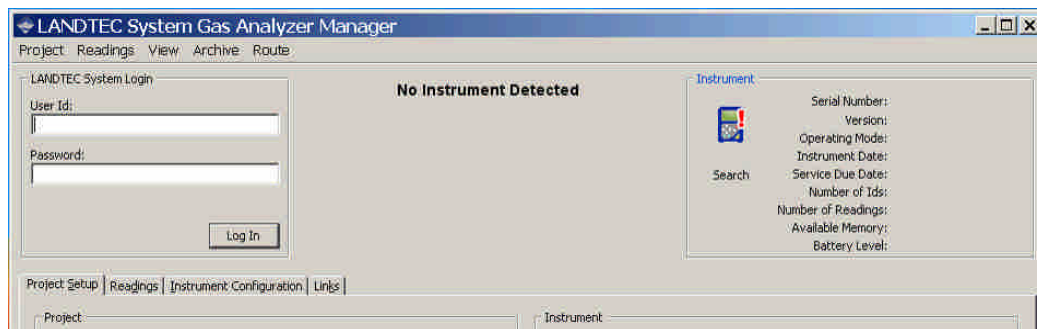 LANDTEC System Gas Analyzer Manager
Project Readings View Archive Route
LANDTEC System Login
User Id:
Password:
Log In
No Instrument Detected
Instrument
Search
Serial Number:
Version:
Operating Mode:
Instrument Date:
Service Due Date:
Number of Ids:
Number of Readings:
Available Memory:
Battery Level:
Project Setup Readings Instrument Configuration Links
Project
Instrument